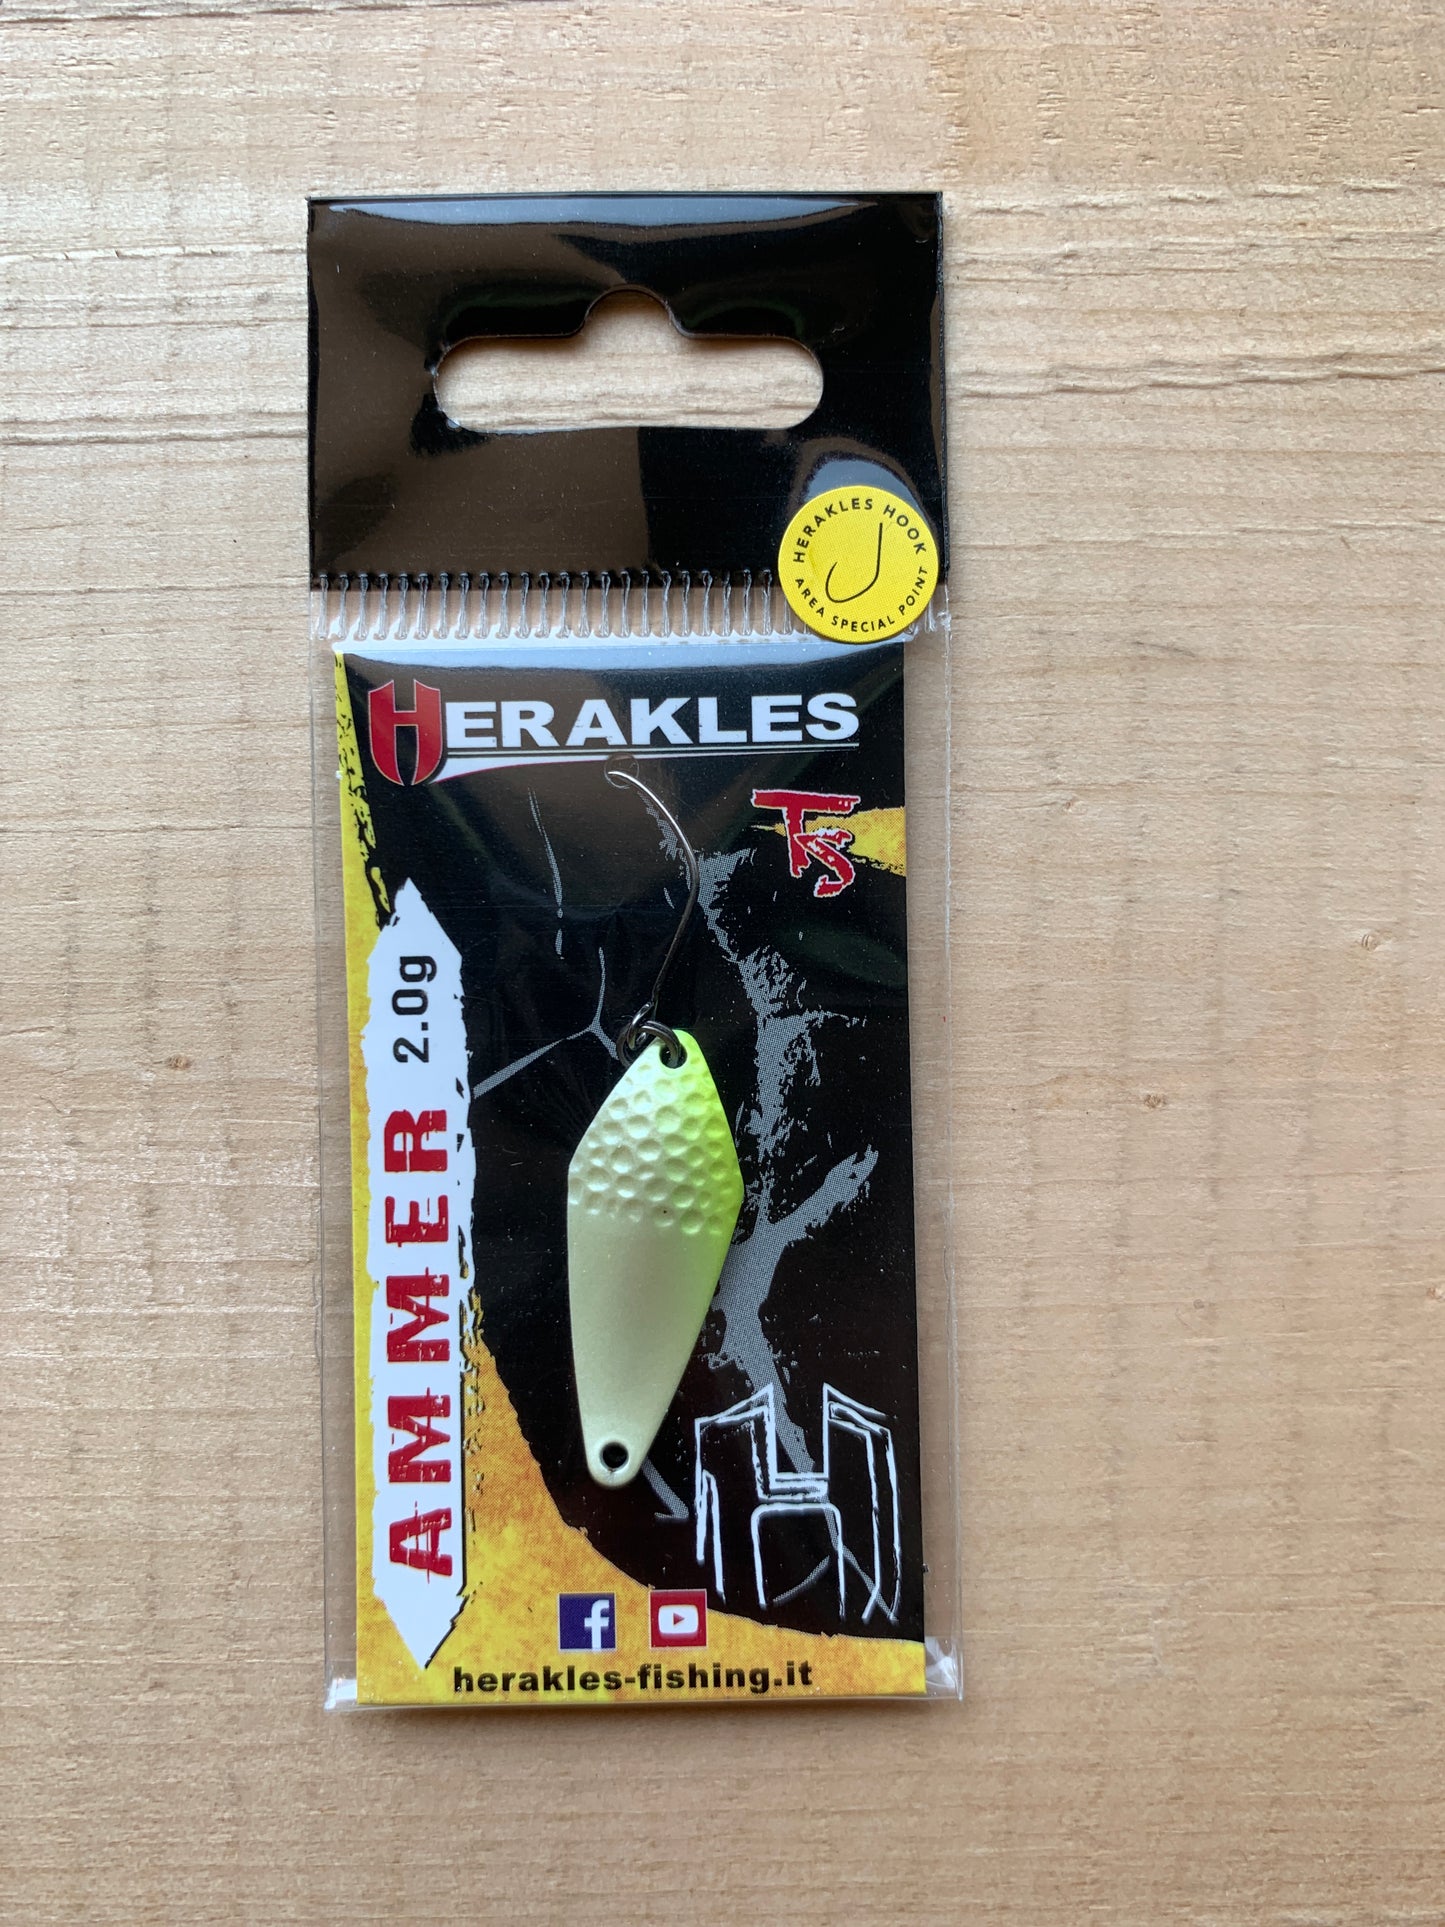 HERAKLES HOOK
AREA SPECIAL POINT
HERAKLES
TS
AMMER 2.0g
f
herakles-fishing.it